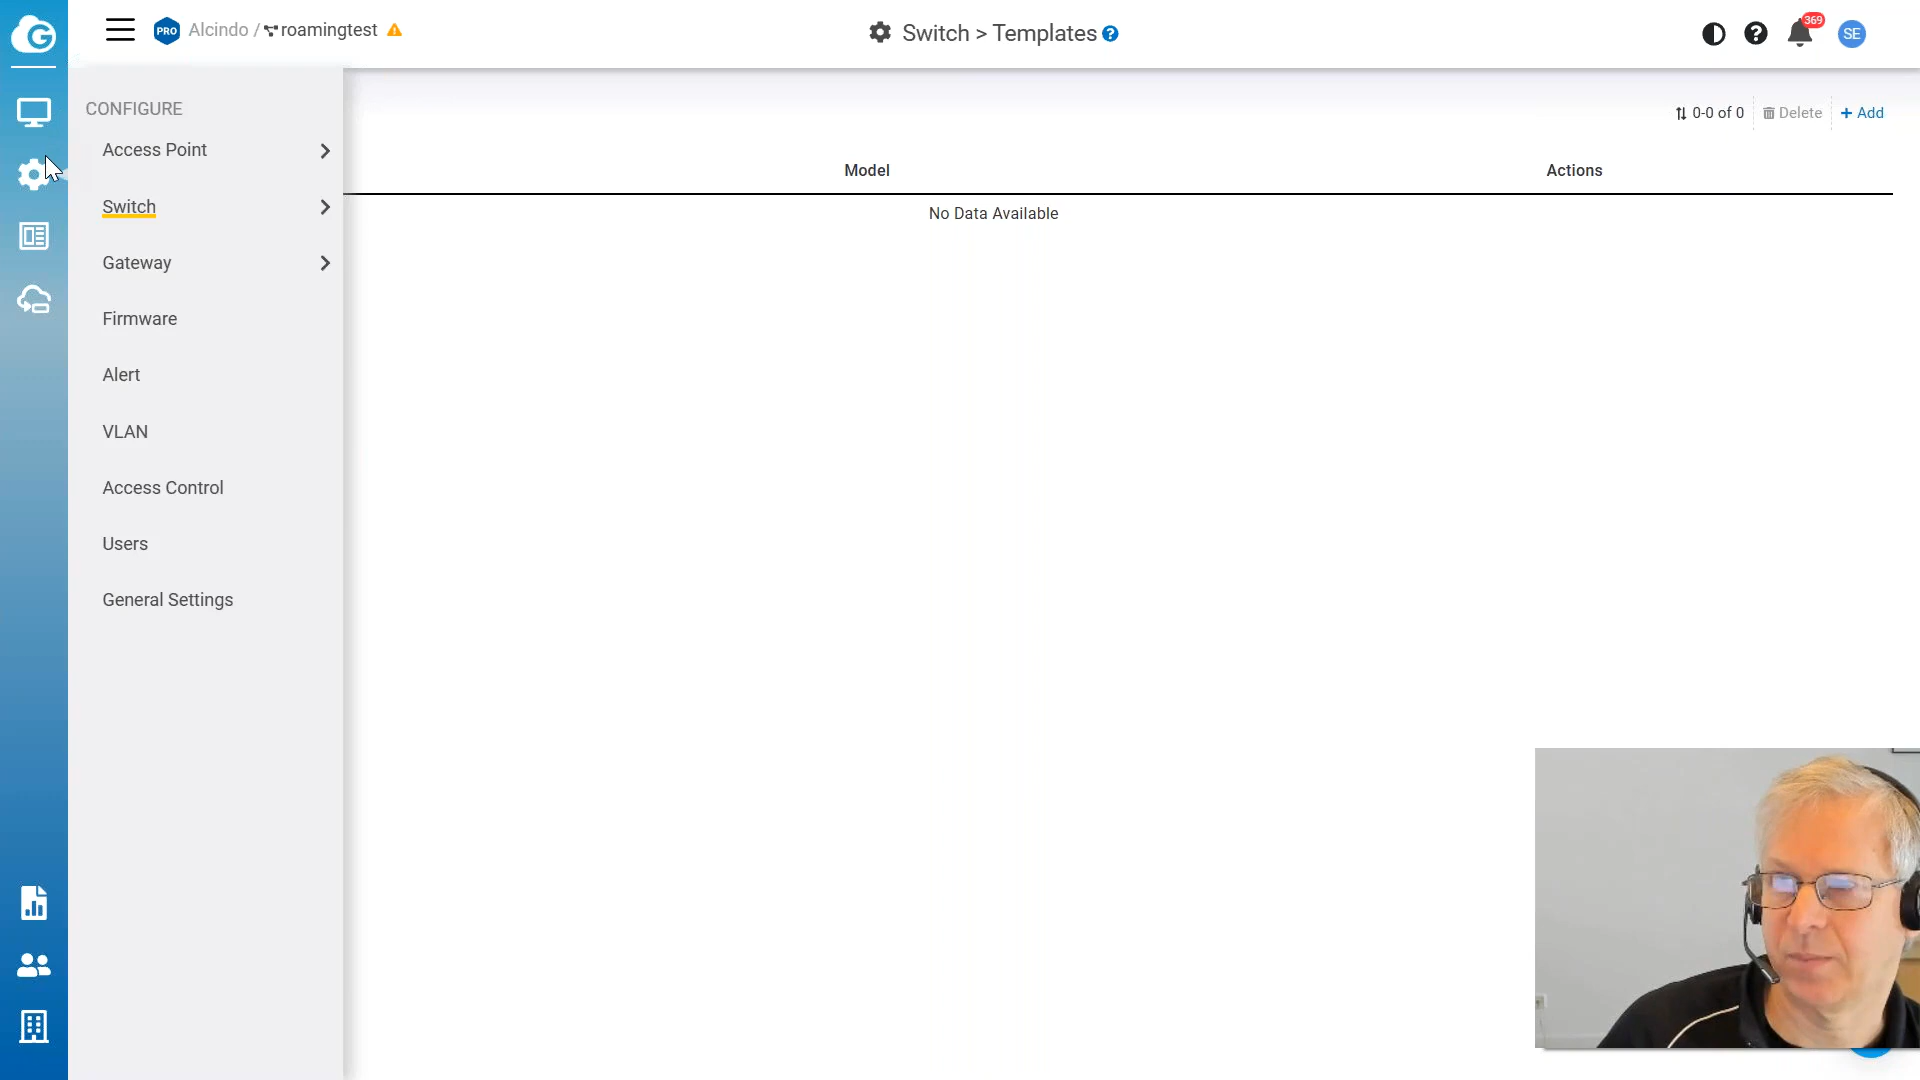 PRO Alcindo / roamingtest
Switch > Templates ?
? 369 SE
CONFIGURE
Access Point
Switch
Gateway
Firmware
Alert
VLAN
Access Control
Users
General Settings
0-0 of 0 Delete + Add
Model Actions
No Data Available